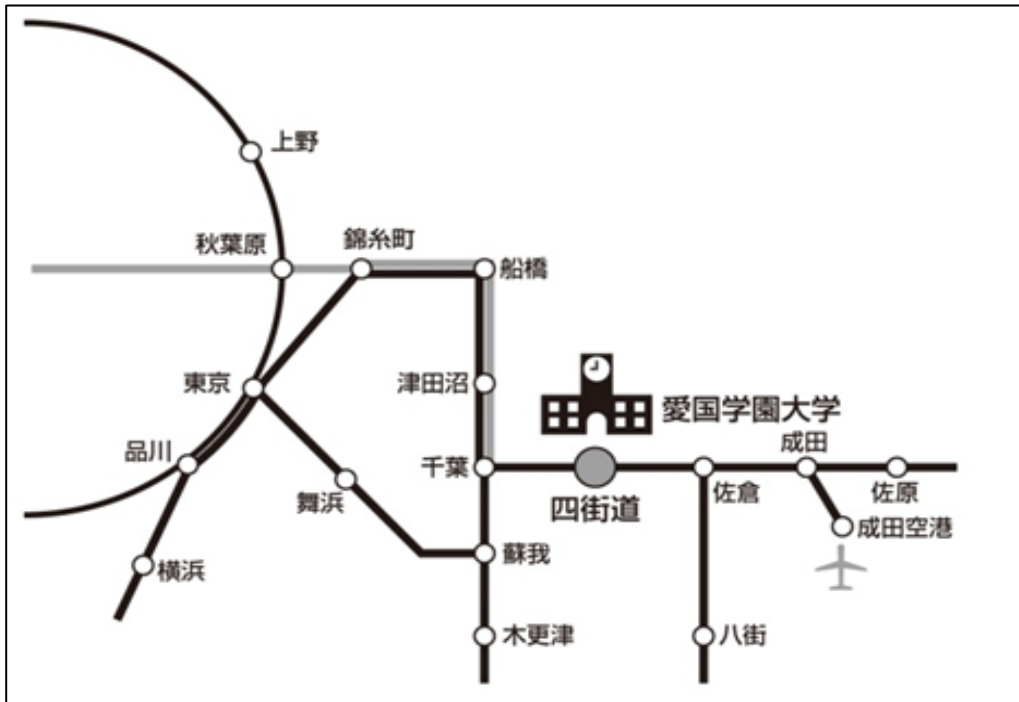 上野
秋葉原
錦糸町
船橋
東京
津田沼
愛国学園大学
品川
千葉
成田
舞浜
四街道
佐倉
佐原
成田空港
蘇我
横浜
木更津
八街